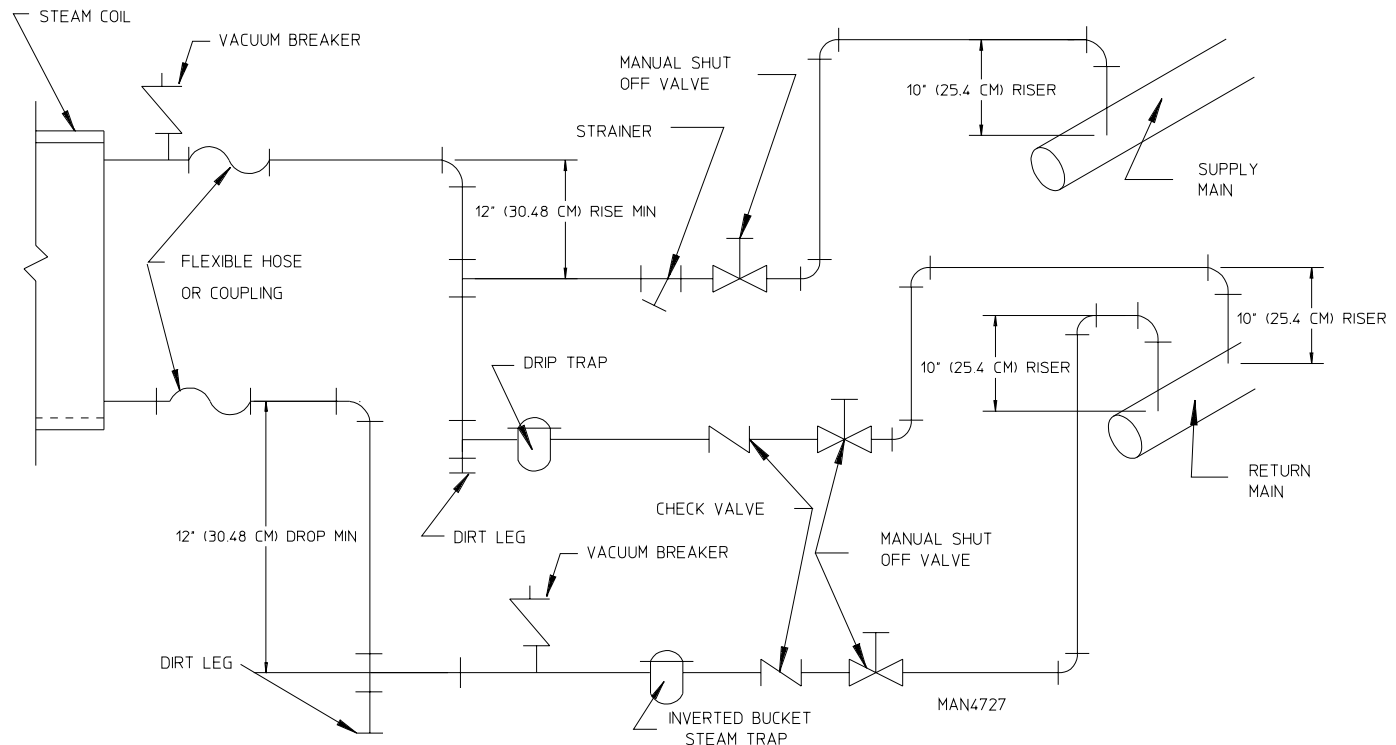 STEAM COIL
VACUUM BREAKER
MANUAL SHUT
OFF VALVE
10" (25.4 CM) RISER
STRAINER
SUPPLY
MAIN
12" (30.48 CM) RISE MIN
FLEXIBLE HOSE
OR COUPLING
10" (25.4 CM) RISER
10" (25.4 CM) RISER
DRIP TRAP
RETURN
MAIN
CHECK VALVE
12" (30.48 CM) DROP MIN
DIRT LEG
MANUAL SHUT
OFF VALVE
VACUUM BREAKER
DIRT LEG
MAN4727
INVERTED BUCKET
STEAM TRAP